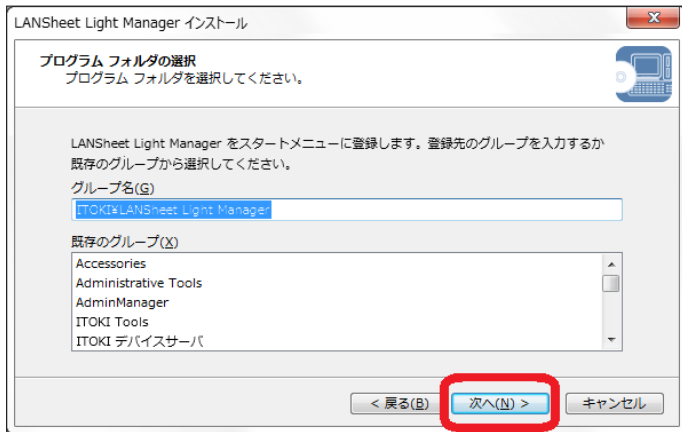 LANSheet Light Manager インストール
プログラム フォルダの選択
プログラム フォルダを選択してください。
LANSheet Light Manager をスタートメニューに登録します。登録先のグループを入力するか
既存のグループから選択してください。
グループ名(G)
ITOKI¥LANSheet Light Manager
既存のグループ(X)
Accessories
Administrative Tools
AdminManager
ITOKI Tools
ITOKI デバイスサーバ
< 戻る(B) 次へ(N) > キャンセル